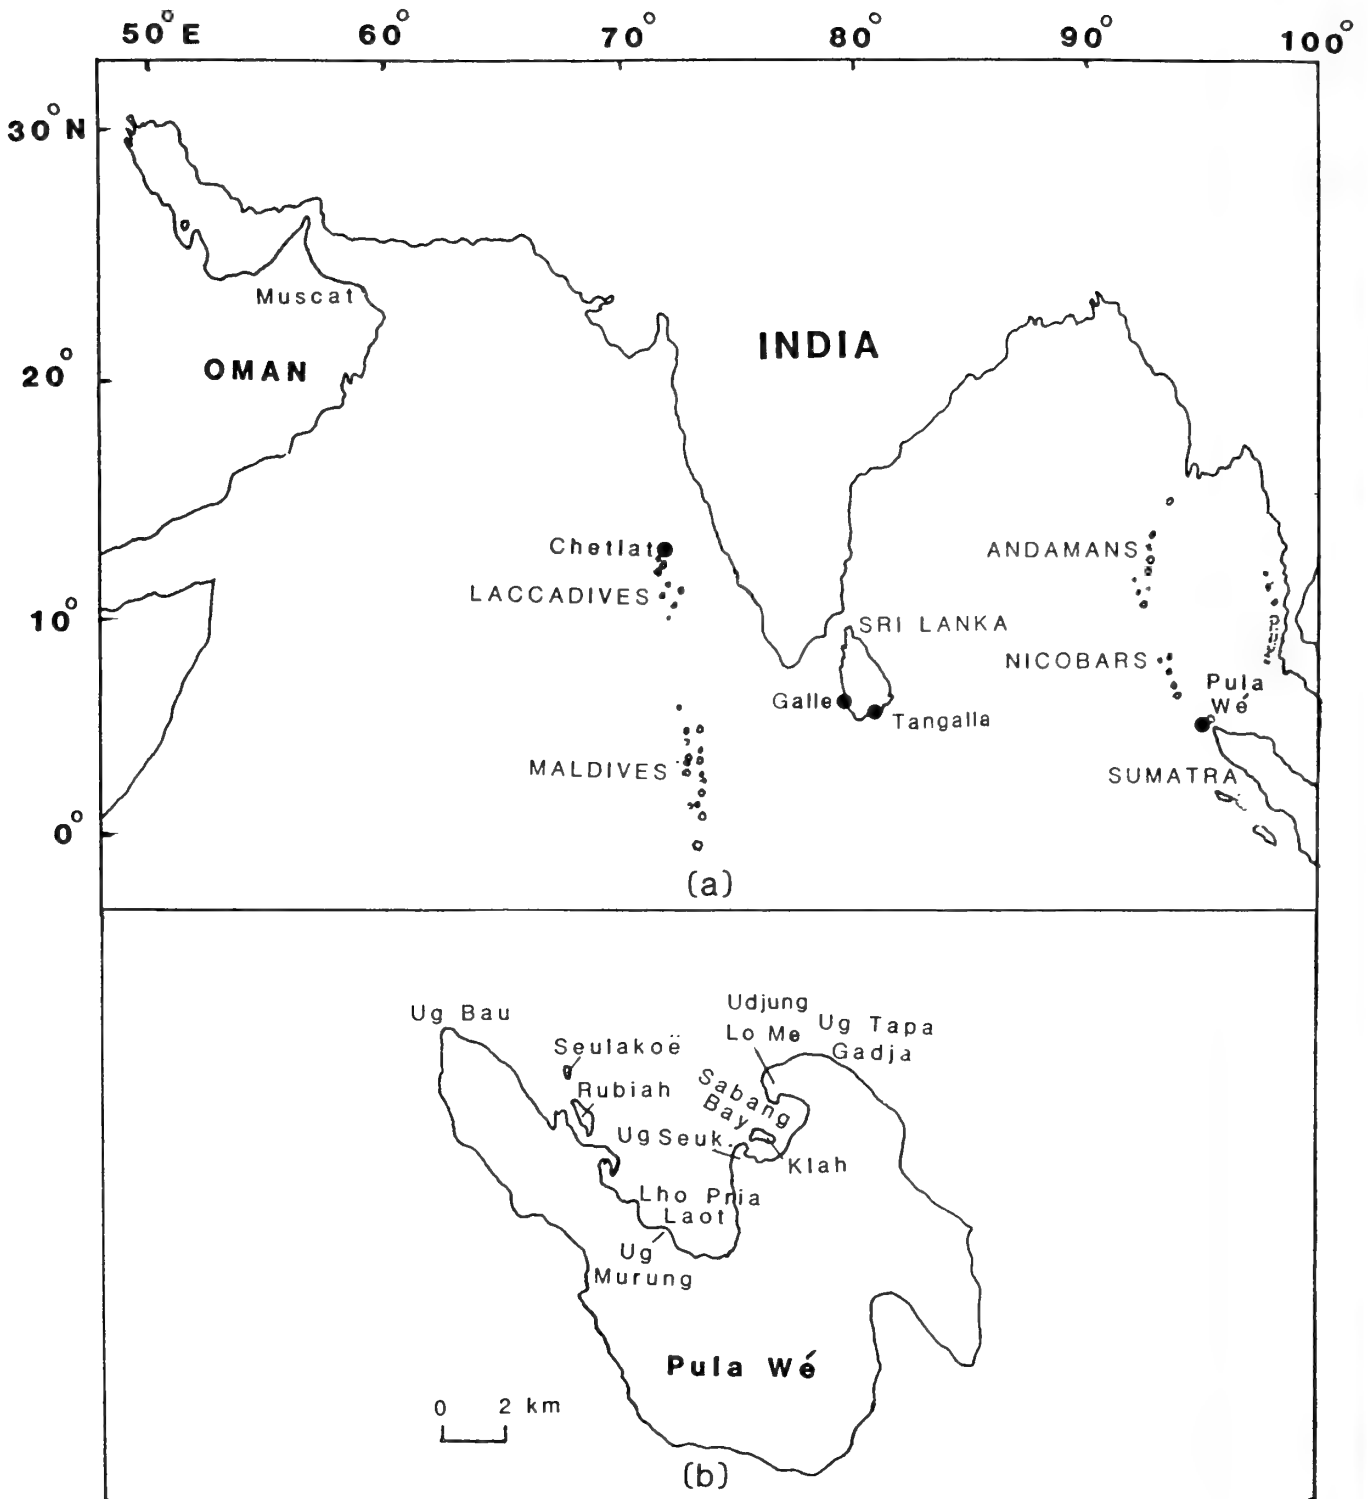 50° E 60° 70° 80° 90° 100°
30° N
Muscat
INDIA
20°
OMAN
Chetlat
ANDAMANS
LACCADIVES
10°
SRI LANKA
NICOBARS
Pula
Wé
Galle
Tangalla
MALDIVES
SUMATRA
0°
(a)
Ug Bau
Udjung
Lo Me
Ug Tapa
Gadja
Seulakoë
Rubiah
Sabang
Bay
Ug Seuk.
Klah
Lho Pria
Laot
Ug
Murung
Pula Wé
0 2 km
(b)